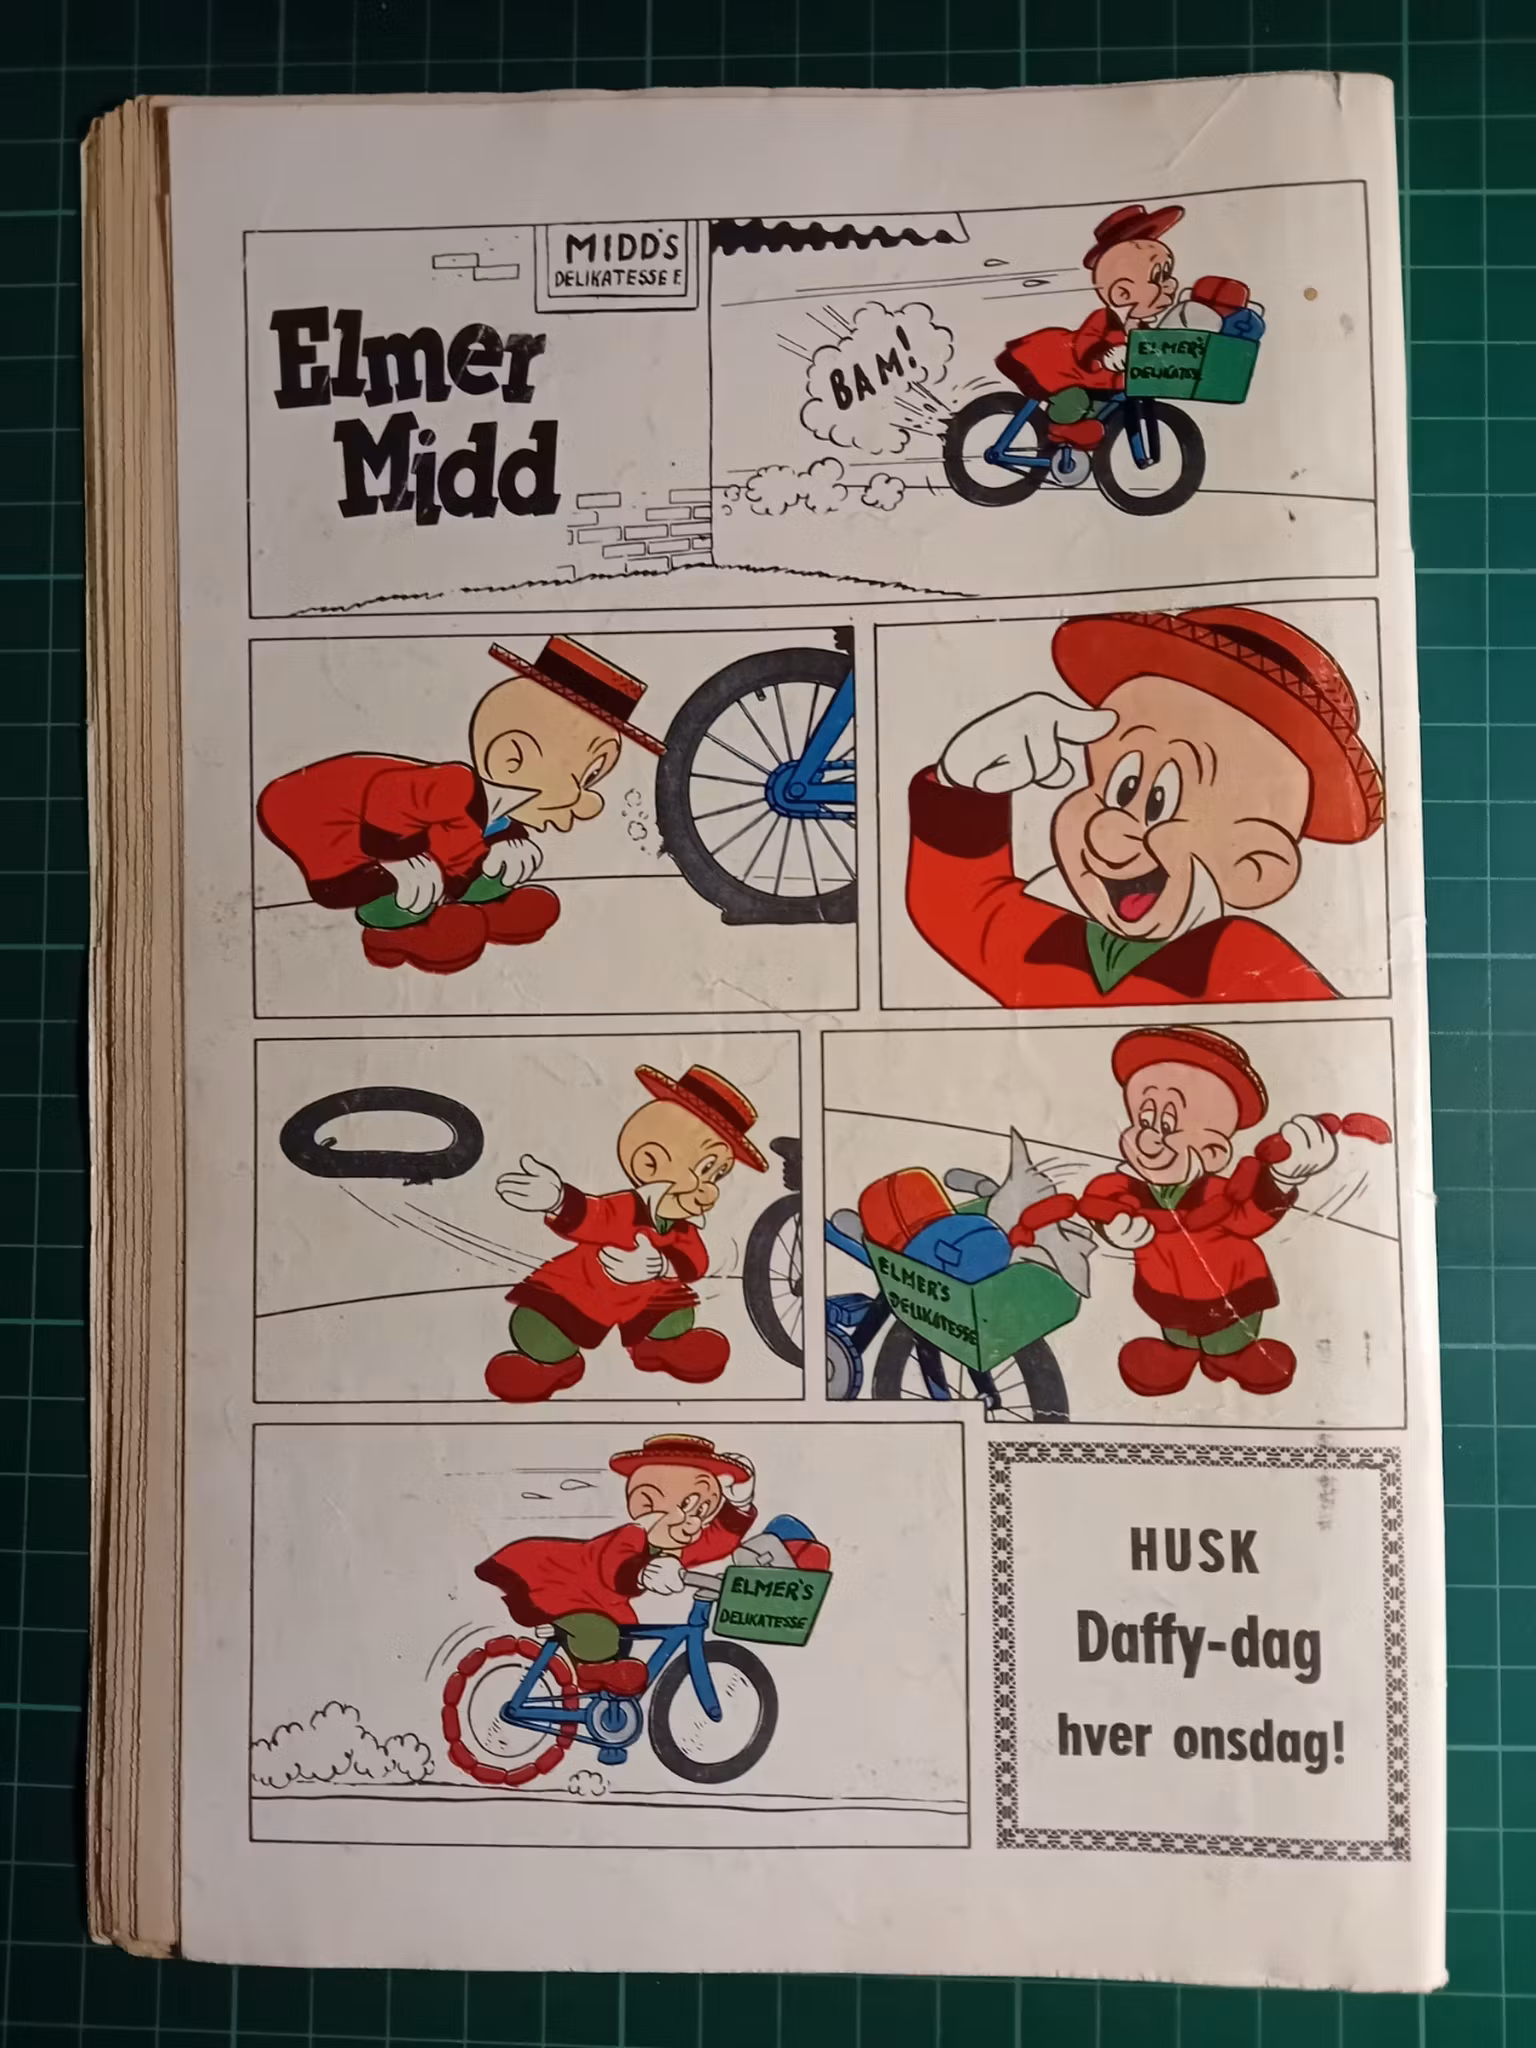 MIDD'S
DELIKATESSE F.
Elmer
Midd
BAM!
ELMER'S
DELIKATESSE
ELMER'S
DELIKATESSE
ELMER'S
DELIKATESSE
HUSK
Daffy-dag
hver onsdag!